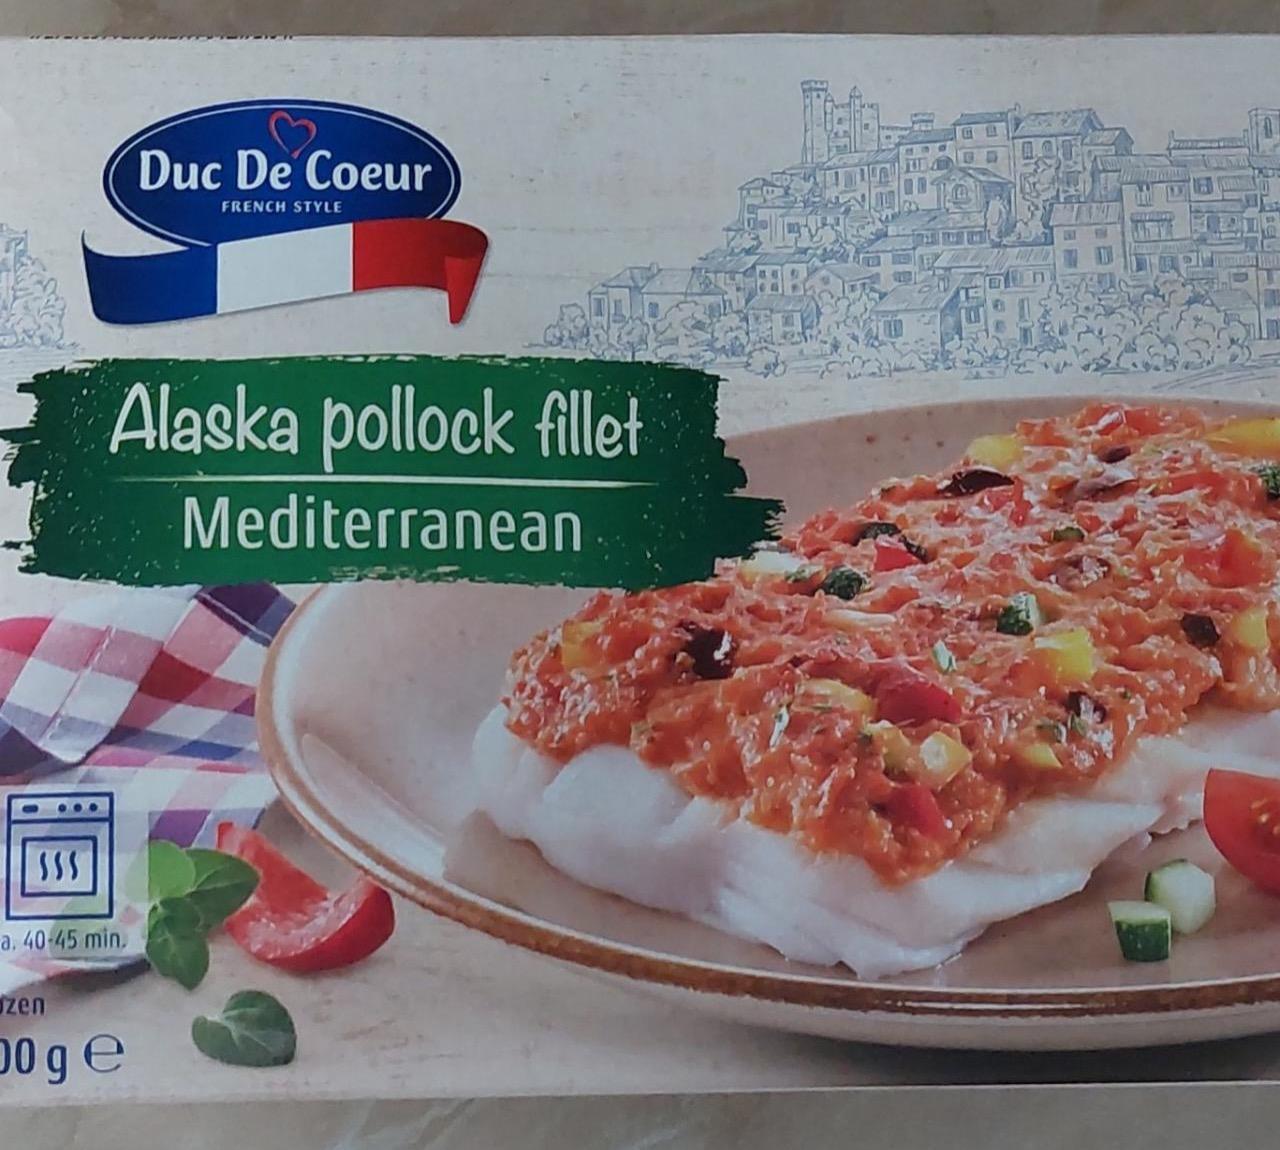 Duc De Coeur
FRENCH STYLE
Alaska pollock fillet
Mediterranean
a. 40-45 min.
zen
00 g e